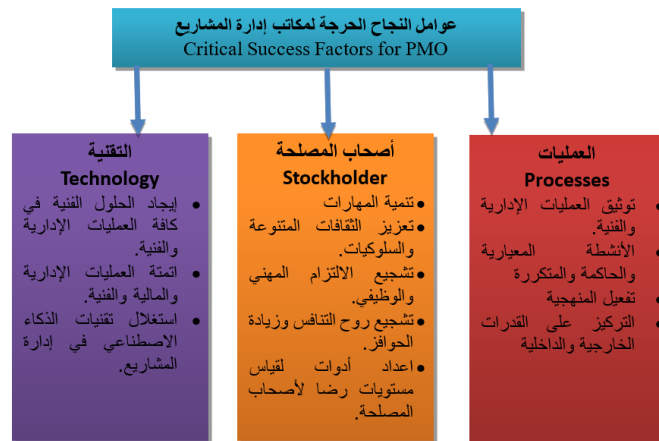 عوامل النجاح الحرجة لمكاتب إدارة المشاريع
Critical Success Factors for PMO
العمليات
Processes
• توثيق العمليات الإدارية
والفنية.
• الأنشطة المعيارية
والحاكمة والمتكررة
• تفعيل المنهجية
• التركيز على القدرات
الخارجية والداخلية
أصحاب المصلحة
Stockholder
• تنمية المهارات
• تعزيز الثقافات المتنوعة
والسلوكيات.
• تشجيع الالتزام المهني
والوظيفي.
• تشجيع روح التنافس وزيادة
الحوافز.
• اعداد أدوات لقياس
مستويات رضا لأصحاب
المصلحة.
التقنية
Technology
• إيجاد الحلول الفنية في
كافة العمليات الإدارية
والفنية.
• اتمتة العمليات الإدارية
والمالية والفنية.
• استغلال تقنيات الذكاء
الاصطناعي في إدارة
المشاريع.